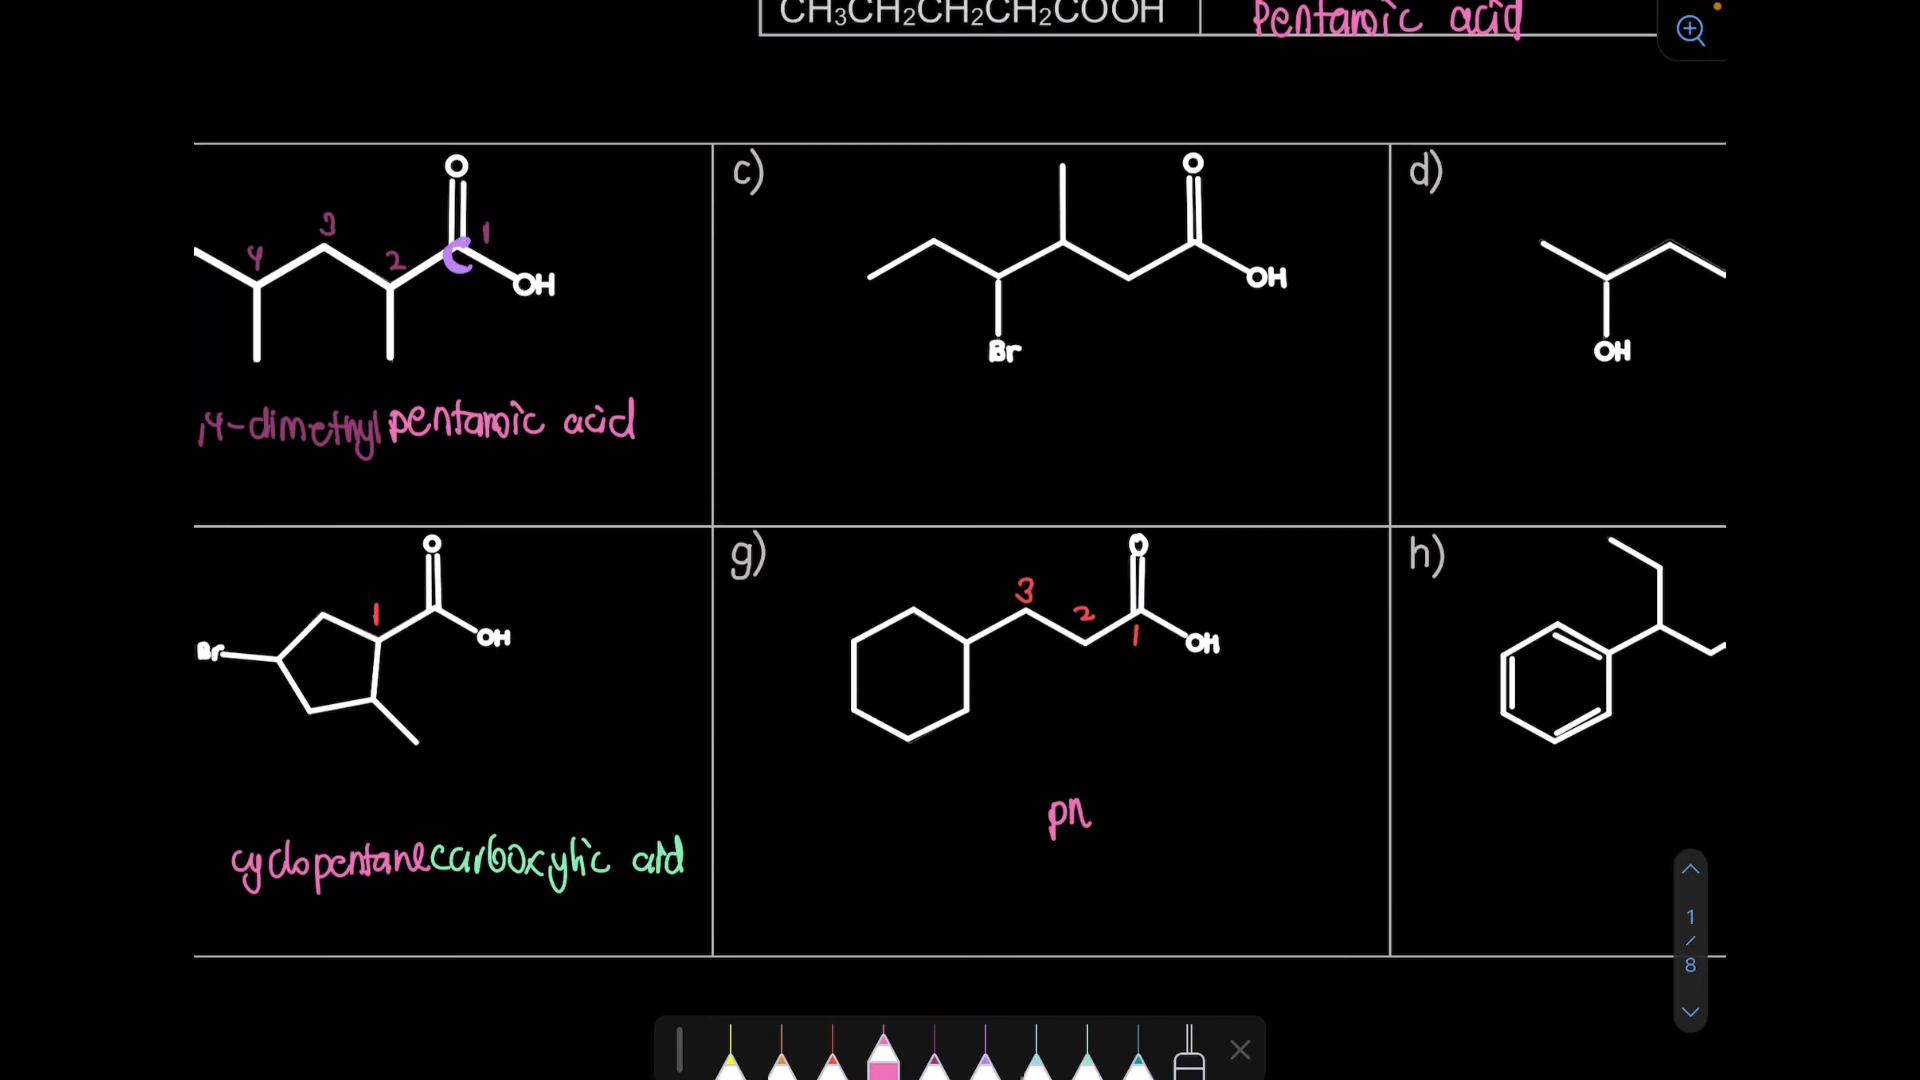 CH₃CH₂CH₂CH₂COOH Pentanoic acid
c) d)
O O
4 3 2 C 1
OH OH
Br OH
4-dimethyl pentanoic acid
g) h)
O O
1 3 2 1
Br OH OH
pn
cyclopentanecarboxylic acid
1
/
8